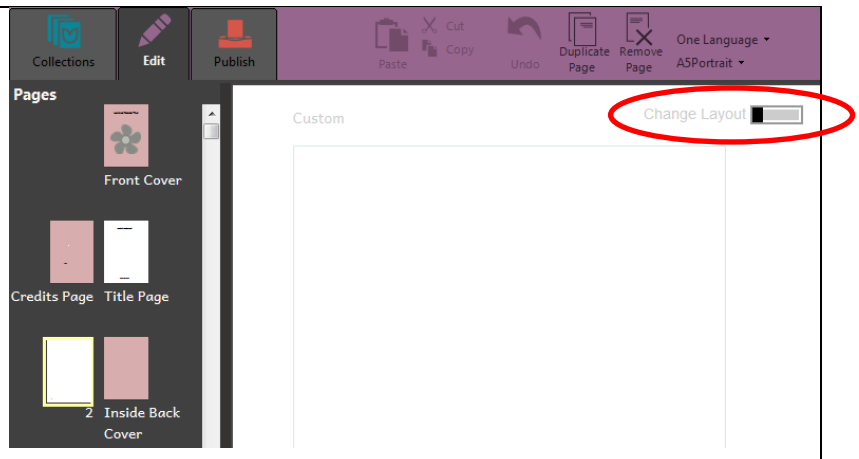 Collections
Edit
Publish
Paste
Cut
Copy
Undo
Duplicate
Page
Remove
Page
One Language
A5Portrait
Pages
Front Cover
Credits Page
Title Page
2
Inside Back
Cover
Custom
Change Layout